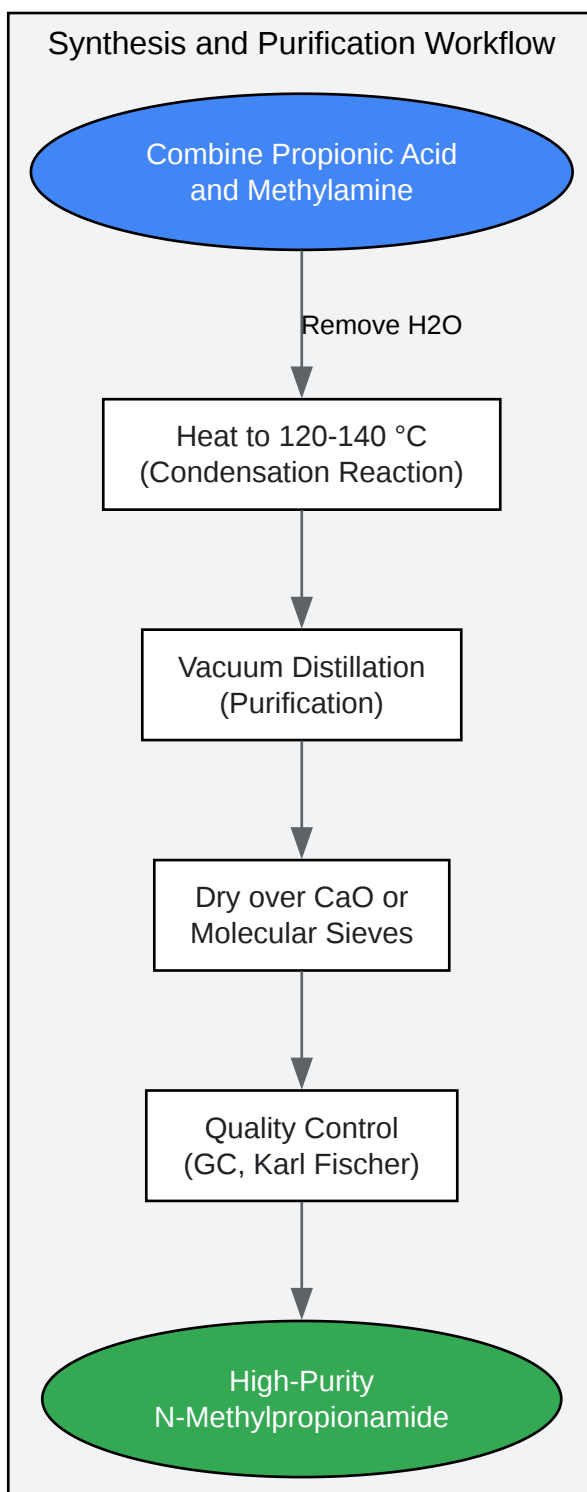 Synthesis and Purification Workflow
Combine Propionic Acid
and Methylamine
Remove H2O
Heat to 120-140 °C
(Condensation Reaction)
Vacuum Distillation
(Purification)
Dry over CaO or
Molecular Sieves
Quality Control
(GC, Karl Fischer)
High-Purity
N-Methylpropionamide